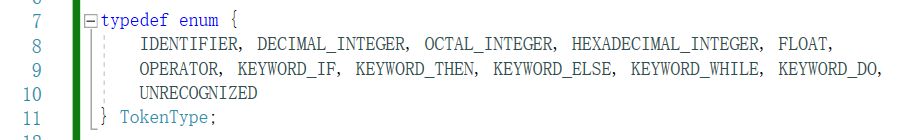 7 typedef enum {
8 IDENTIFIER, DECIMAL_INTEGER, OCTAL_INTEGER, HEXADECIMAL_INTEGER, FLOAT,
9 OPERATOR, KEYWORD_IF, KEYWORD_THEN, KEYWORD_ELSE, KEYWORD_WHILE, KEYWORD_DO,
10 UNRECOGNIZED
11 } TokenType;